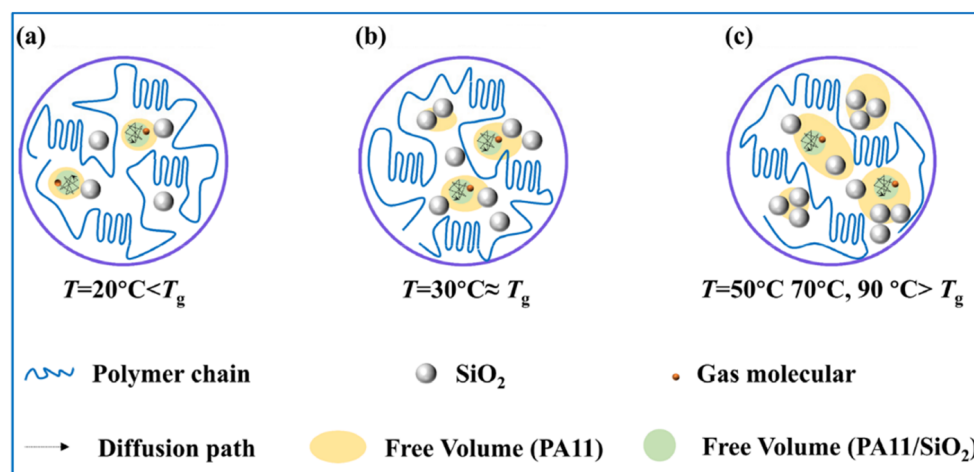 (a) (b) (c)
T=20°C<Tg T=30°C≈ Tg T=50°C 70°C, 90 °C> Tg
Polymer chain SiO₂ Gas molecular
Diffusion path Free Volume (PA11) Free Volume (PA11/SiO₂)